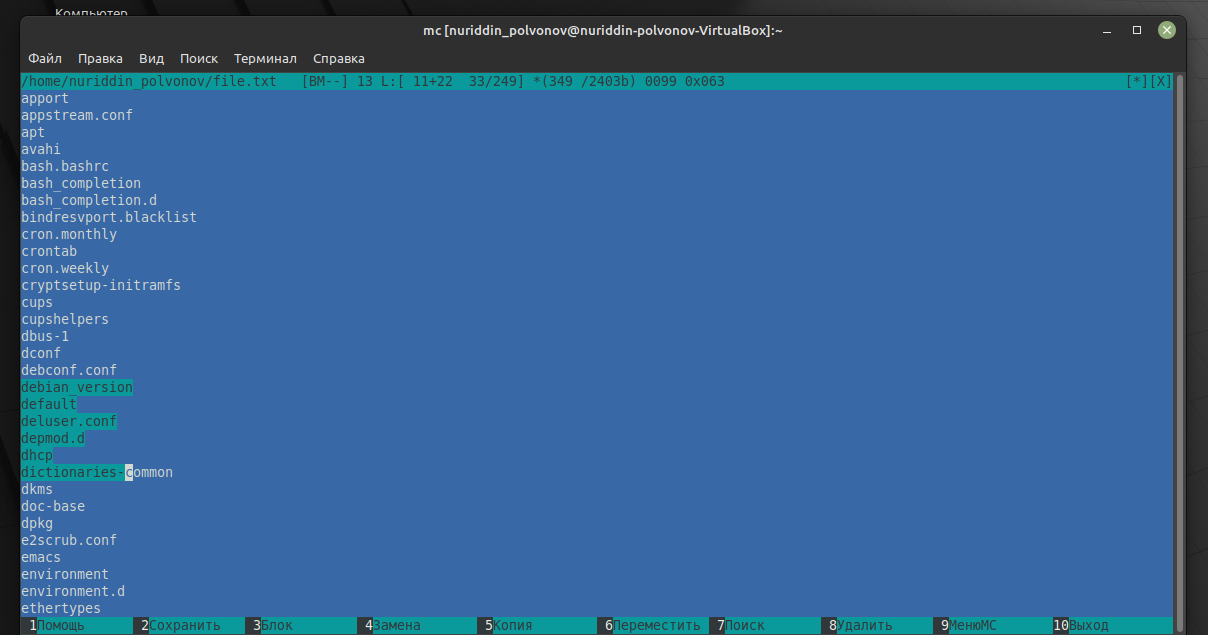 Компьютер
mc [nuriddin_polvonov@nuriddin-polvonov-VirtualBox]:~
Файл Правка Вид Поиск Терминал Справка
/home/nuriddin_polvonov/file.txt [BM--] 13 L:[ 11+22 33/249] *(349 /2403b) 0099 0x063 [*][X]
apport
appstream.conf
apt
avahi
bash.bashrc
bash_completion
bash_completion.d
bindresvport.blacklist
cron.monthly
crontab
cron.weekly
cryptsetup-initramfs
cups
cupshelpers
dbus-1
dconf
debconf.conf
debian_version
default
deluser.conf
depmod.d
dhcp
dictionaries-common
dkms
doc-base
dpkg
e2scrub.conf
emacs
environment
environment.d
ethertypes
1Помощь 2Сохранить 3Блок 4Замена 5Копия 6Переместить 7Поиск 8Удалить 9МенюMC 10Выход